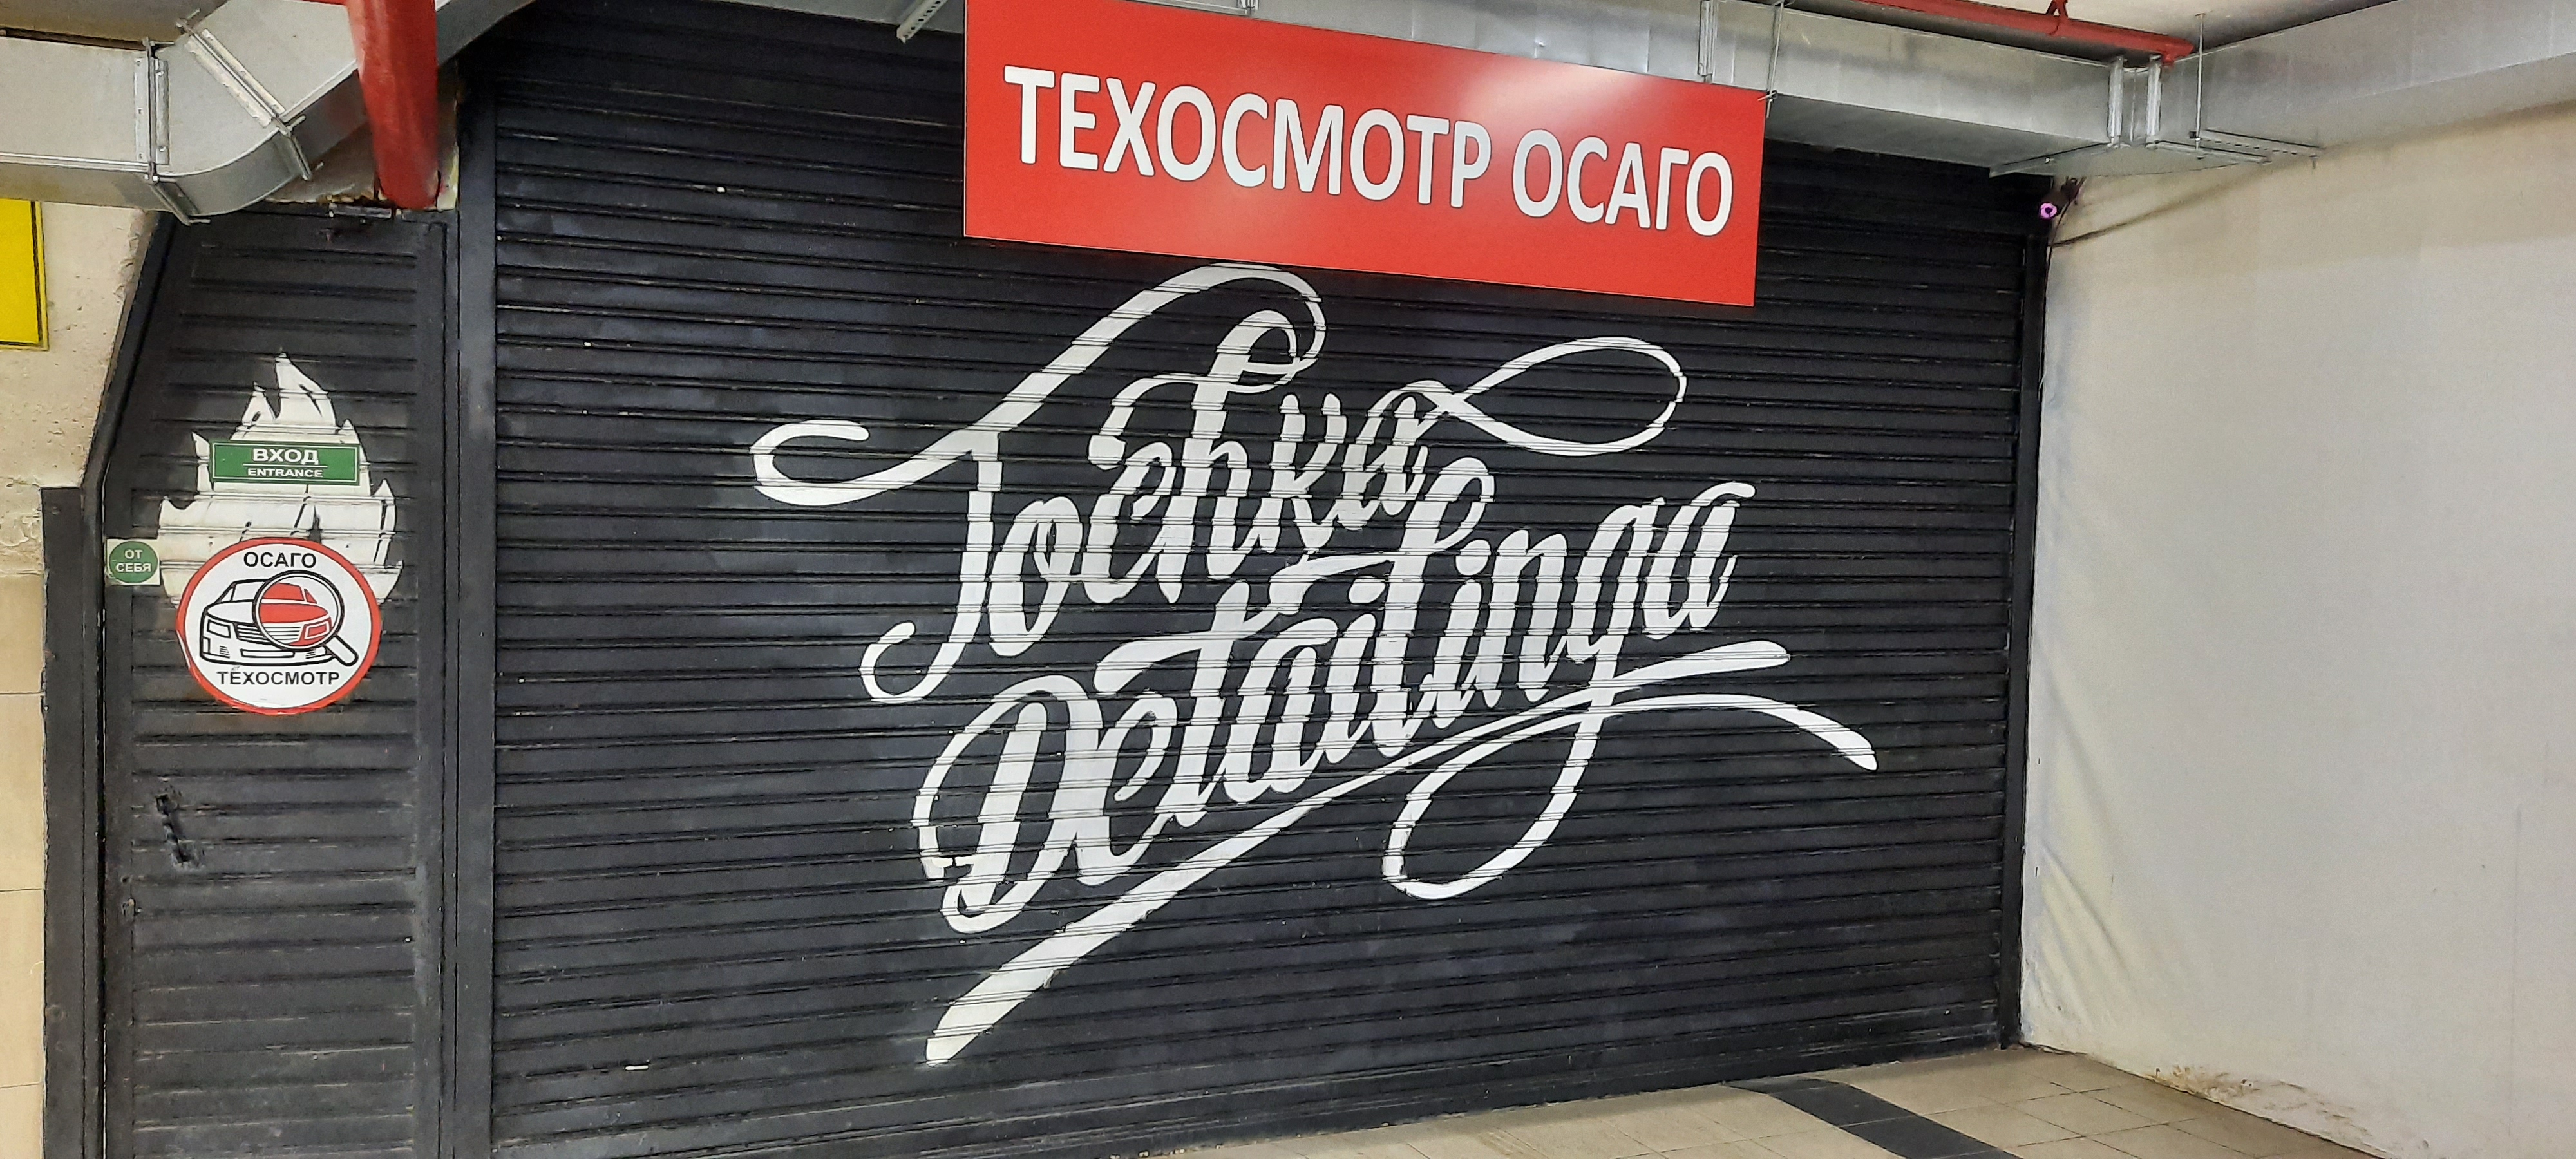 ТЕХОСМОТР ОСАГО
Tochka
Detailinga
ВХОД
ENTRANCE
ОТ
СЕБЯ
ОСАГО
ТЕХОСМОТР